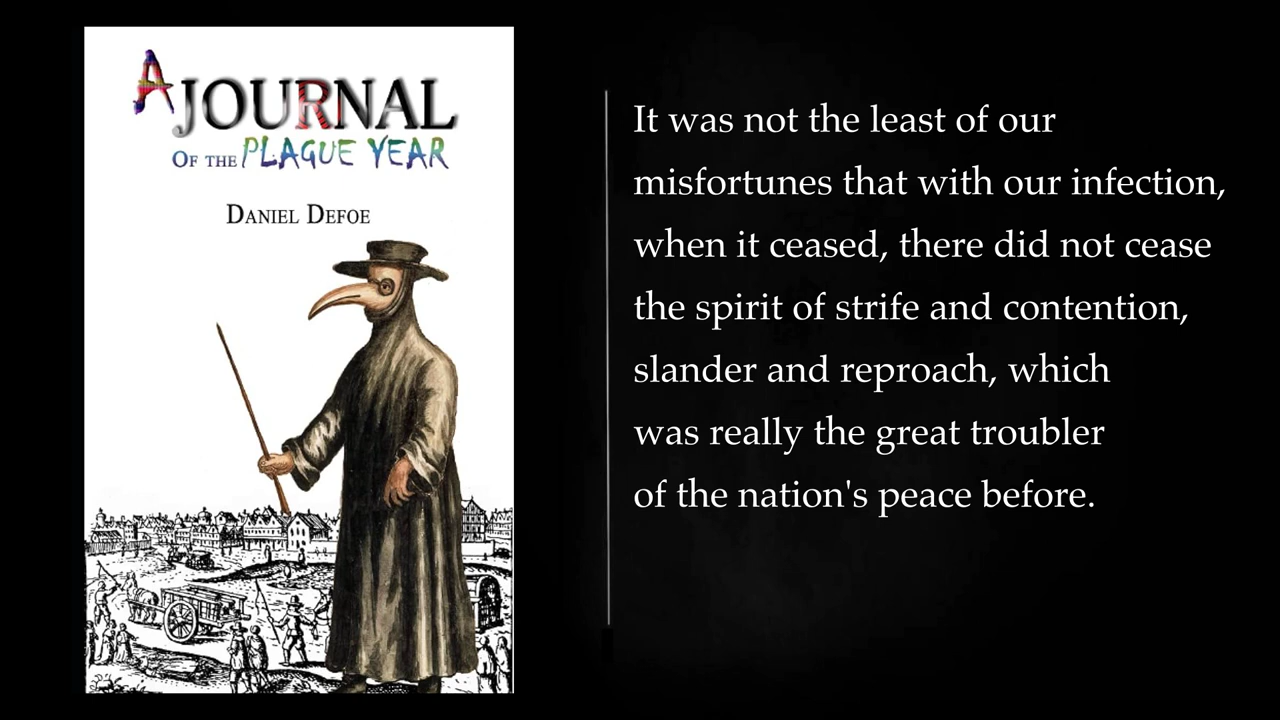 A JOURNAL
OF THE PLAGUE YEAR
DANIEL DEFOE
It was not the least of our
misfortunes that with our infection,
when it ceased, there did not cease
the spirit of strife and contention,
slander and reproach, which
was really the great troubler
of the nation's peace before.